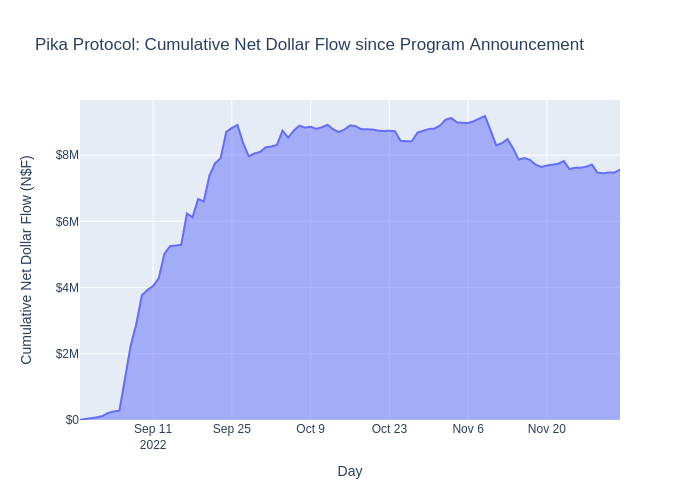 Pika Protocol: Cumulative Net Dollar Flow since Program Announcement
Cumulative Net Dollar Flow (N$F)
$8M
$6M
$4M
$2M
$0
Sep 11
2022
Sep 25
Oct 9
Oct 23
Nov 6
Nov 20
Day